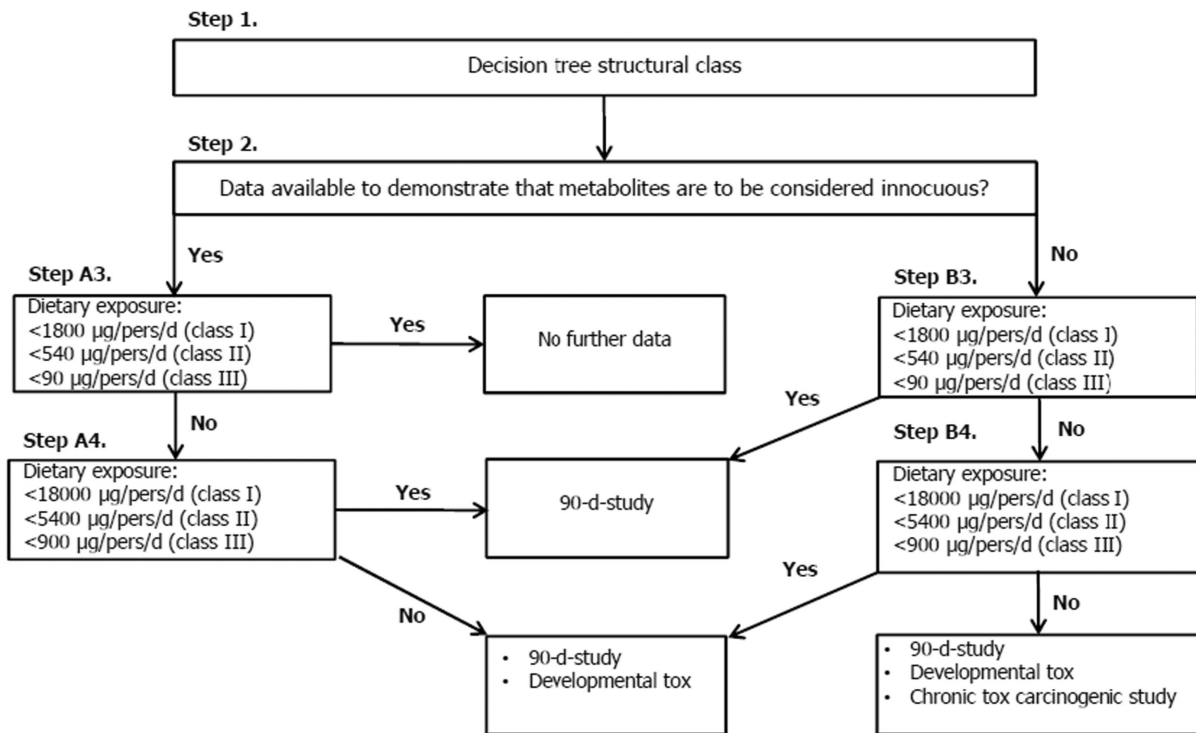 Step 1.
Decision tree structural class
Step 2.
Data available to demonstrate that metabolites are to be considered innocuous?
Yes
No
Step A3.
Dietary exposure:
<1800 µg/pers/d (class I)
<540 µg/pers/d (class II)
<90 µg/pers/d (class III)
Yes
No further data
Step B3.
Dietary exposure:
<1800 µg/pers/d (class I)
<540 µg/pers/d (class II)
<90 µg/pers/d (class III)
No
Yes
No
Step A4.
Dietary exposure:
<18000 µg/pers/d (class I)
<5400 µg/pers/d (class II)
<900 µg/pers/d (class III)
Yes
90-d-study
Step B4.
Dietary exposure:
<18000 µg/pers/d (class I)
<5400 µg/pers/d (class II)
<900 µg/pers/d (class III)
No
Yes
No
• 90-d-study
• Developmental tox
• 90-d-study
• Developmental tox
• Chronic tox carcinogenic study